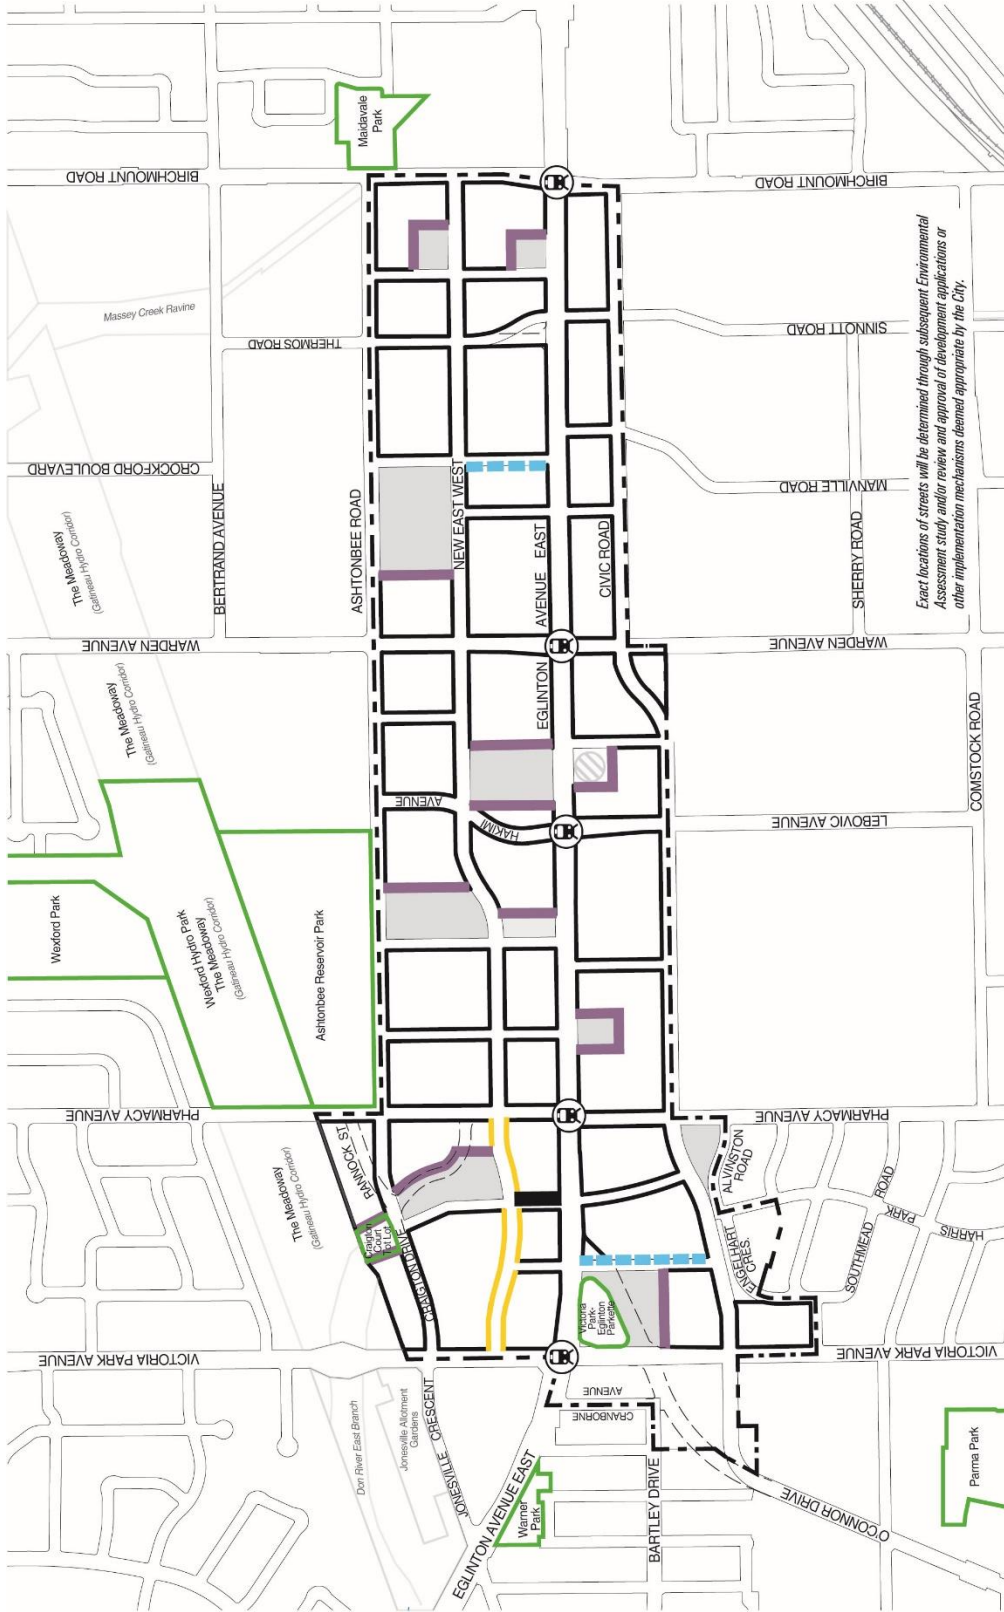 BIRCHMOUNT ROAD
Maidavale
Park
BIRCHMOUNT ROAD
Massey Creek Ravine
THERMOS ROAD
SINNOTT ROAD
CROCKFORD BOULEVARD
MANVILLE ROAD
The Meadoway
(Gatineau Hydro Corridor)
BERTRAND AVENUE
ASHTONBEE ROAD
NEW EAST WEST
EGLINTON AVENUE EAST
CIVIC ROAD
SHERRY ROAD
Exact locations of streets will be determined through subsequent Environmental
Assessment study and/or review and approval of development applications or
other implementation mechanisms deemed appropriate by the City.
WARDEN AVENUE
WARDEN AVENUE
The Meadoway
(Gatineau Hydro Corridor)
COMSTOCK ROAD
HAKIMI AVENUE
LEBOVIC AVENUE
Wexford Park
Wexford Hydro Park
The Meadoway
(Gatineau Hydro Corridor)
Ashtonbee Reservoir Park
PHARMACY AVENUE
PHARMACY AVENUE
The Meadoway
(Gatineau Hydro Corridor)
RANNOCK ST
Craigton
Court
Tot Lot
CRAIGTON DRIVE
ALVINSTON
ROAD
ENGELHART
CRES.
SOUTHMEAD ROAD
HARRIS PARK
Victoria
Park-
Eglinton
Parkette
VICTORIA PARK AVENUE
VICTORIA PARK AVENUE
CRANBORNE AVENUE
Don River East Branch
Jonesville Allotment
Gardens
JONESVILLE CRESCENT
EGLINTON AVENUE EAST
Warner
Park
BARTLEY DRIVE
O'CONNOR DRIVE
Parma Park